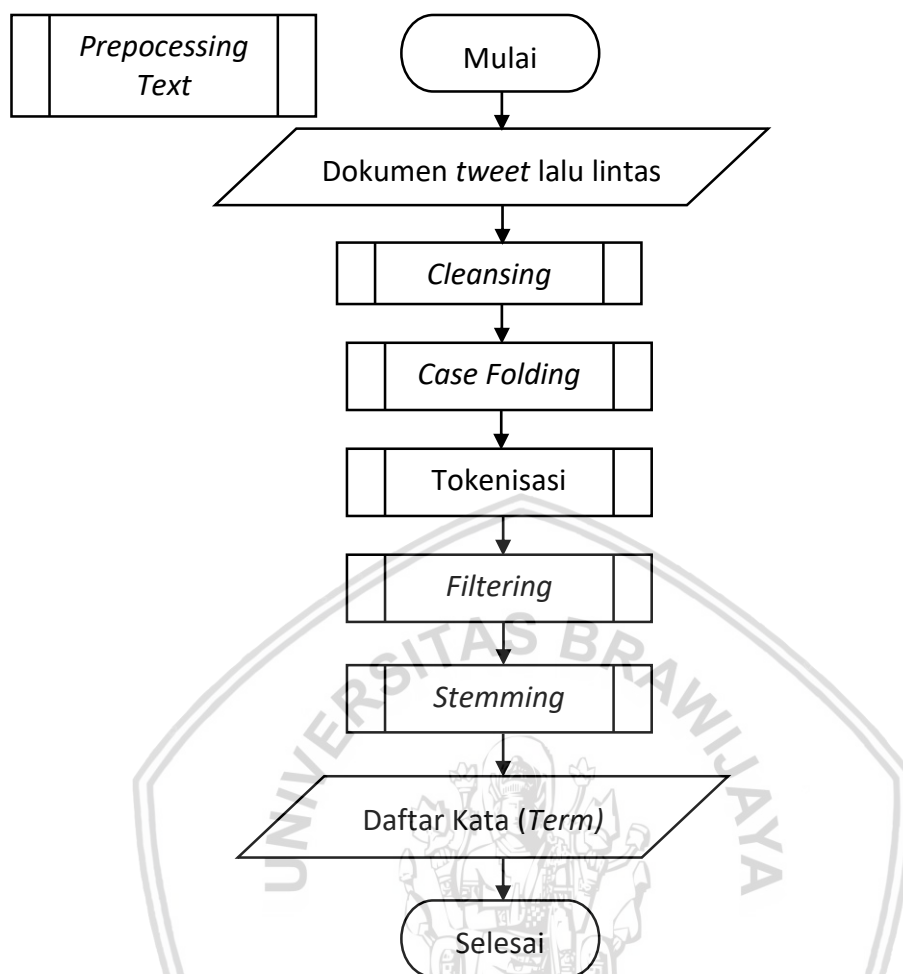 Prepocessing
Text
Mulai
Dokumen tweet lalu lintas
Cleansing
Case Folding
Tokenisasi
Filtering
Stemming
Daftar Kata (Term)
Selesai
UNIVERSITAS BRAWIJAYA